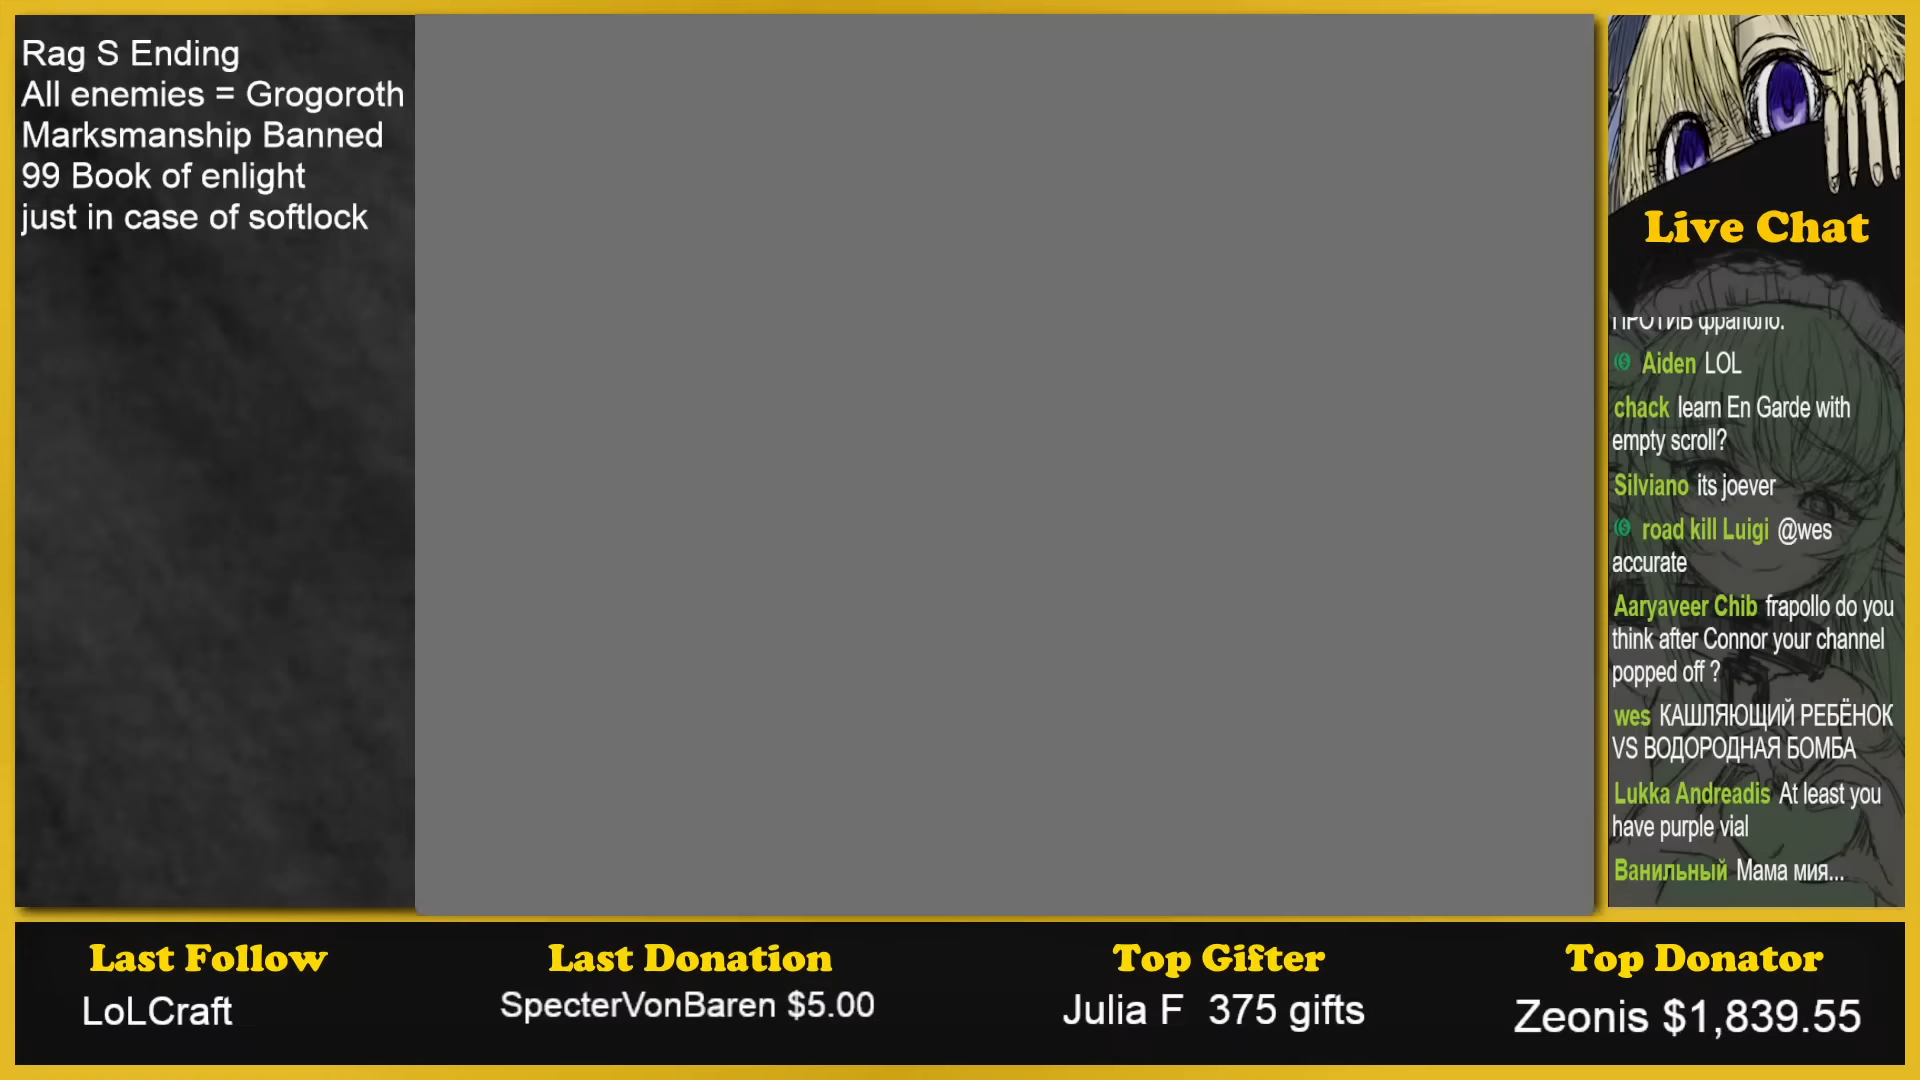 Rag S Ending
All enemies = Grogoroth
Marksmanship Banned
99 Book of enlight
just in case of softlock
Live Chat
ПРОТИВ фраполо.
Aiden LOL
chack learn En Garde with
empty scroll?
Silviano its joever
road kill Luigi @wes
accurate
Aaryaveer Chib frapollo do you
think after Connor your channel
popped off ?
wes КАШЛЯЮЩИЙ РЕБЁНОК
VS ВОДОРОДНАЯ БОМБА
Lukka Andreadis At least you
have purple vial
Ванильный Мама мия...
Last Follow
LoLCraft
Last Donation
SpecterVonBaren $5.00
Top Gifter
Julia F 375 gifts
Top Donator
Zeonis $1,839.55